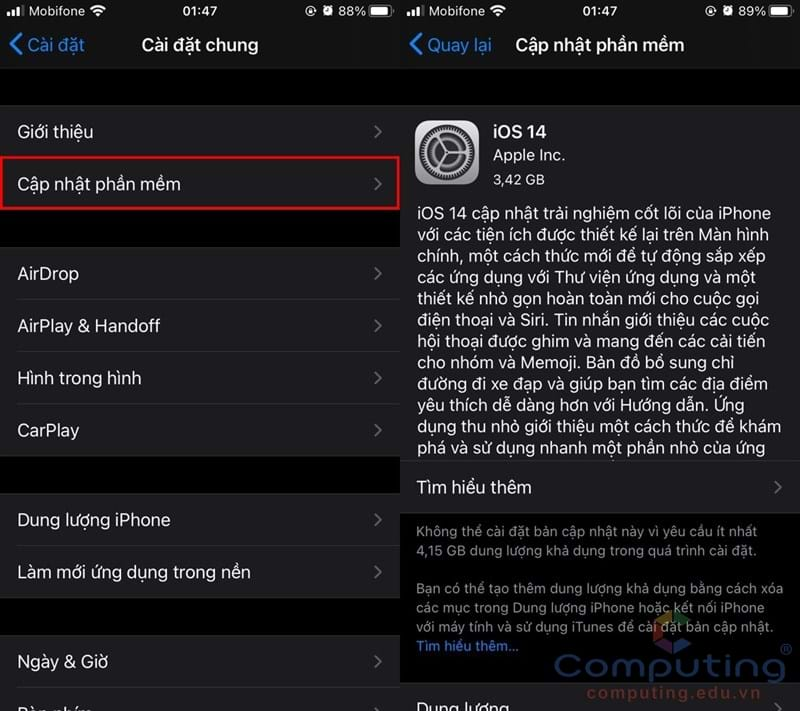 Mobifone 01:47 88%
Cài đặt Cài đặt chung
Giới thiệu
Cập nhật phần mềm
AirDrop
AirPlay & Handoff
Hình trong hình
CarPlay
Dung lượng iPhone
Làm mới ứng dụng trong nền
Ngày & Giờ
Bàn phím
Mobifone 01:47 89%
Quay lại Cập nhật phần mềm
iOS 14
Apple Inc.
3,42 GB
iOS 14 cập nhật trải nghiệm cốt lõi của iPhone
với các tiện ích được thiết kế lại trên Màn hình
chính, một cách thức mới để tự động sắp xếp
các ứng dụng với Thư viện ứng dụng và một
thiết kế nhỏ gọn hoàn toàn mới cho cuộc gọi
điện thoại và Siri. Tin nhắn giới thiệu các cuộc
hội thoại được ghim và mang đến các cải tiến
cho nhóm và Memoji. Bản đồ bổ sung chỉ
đường đi xe đạp và giúp bạn tìm các địa điểm
yêu thích dễ dàng hơn với Hướng dẫn. Ứng
dụng thu nhỏ giới thiệu một cách thức để khám
phá và sử dụng nhanh một phần nhỏ của ứng
Tìm hiểu thêm
Không thể cài đặt bản cập nhật này vì yêu cầu ít nhất
4,15 GB dung lượng khả dụng trong quá trình cài đặt.
Bạn có thể tạo thêm dung lượng khả dụng bằng cách xóa
các mục trong Dung lượng iPhone hoặc kết nối iPhone
với máy tính và sử dụng iTunes để cài đặt bản cập nhật.
Tìm hiểu thêm...
Computing®
computing.edu.vn
Dung lượng